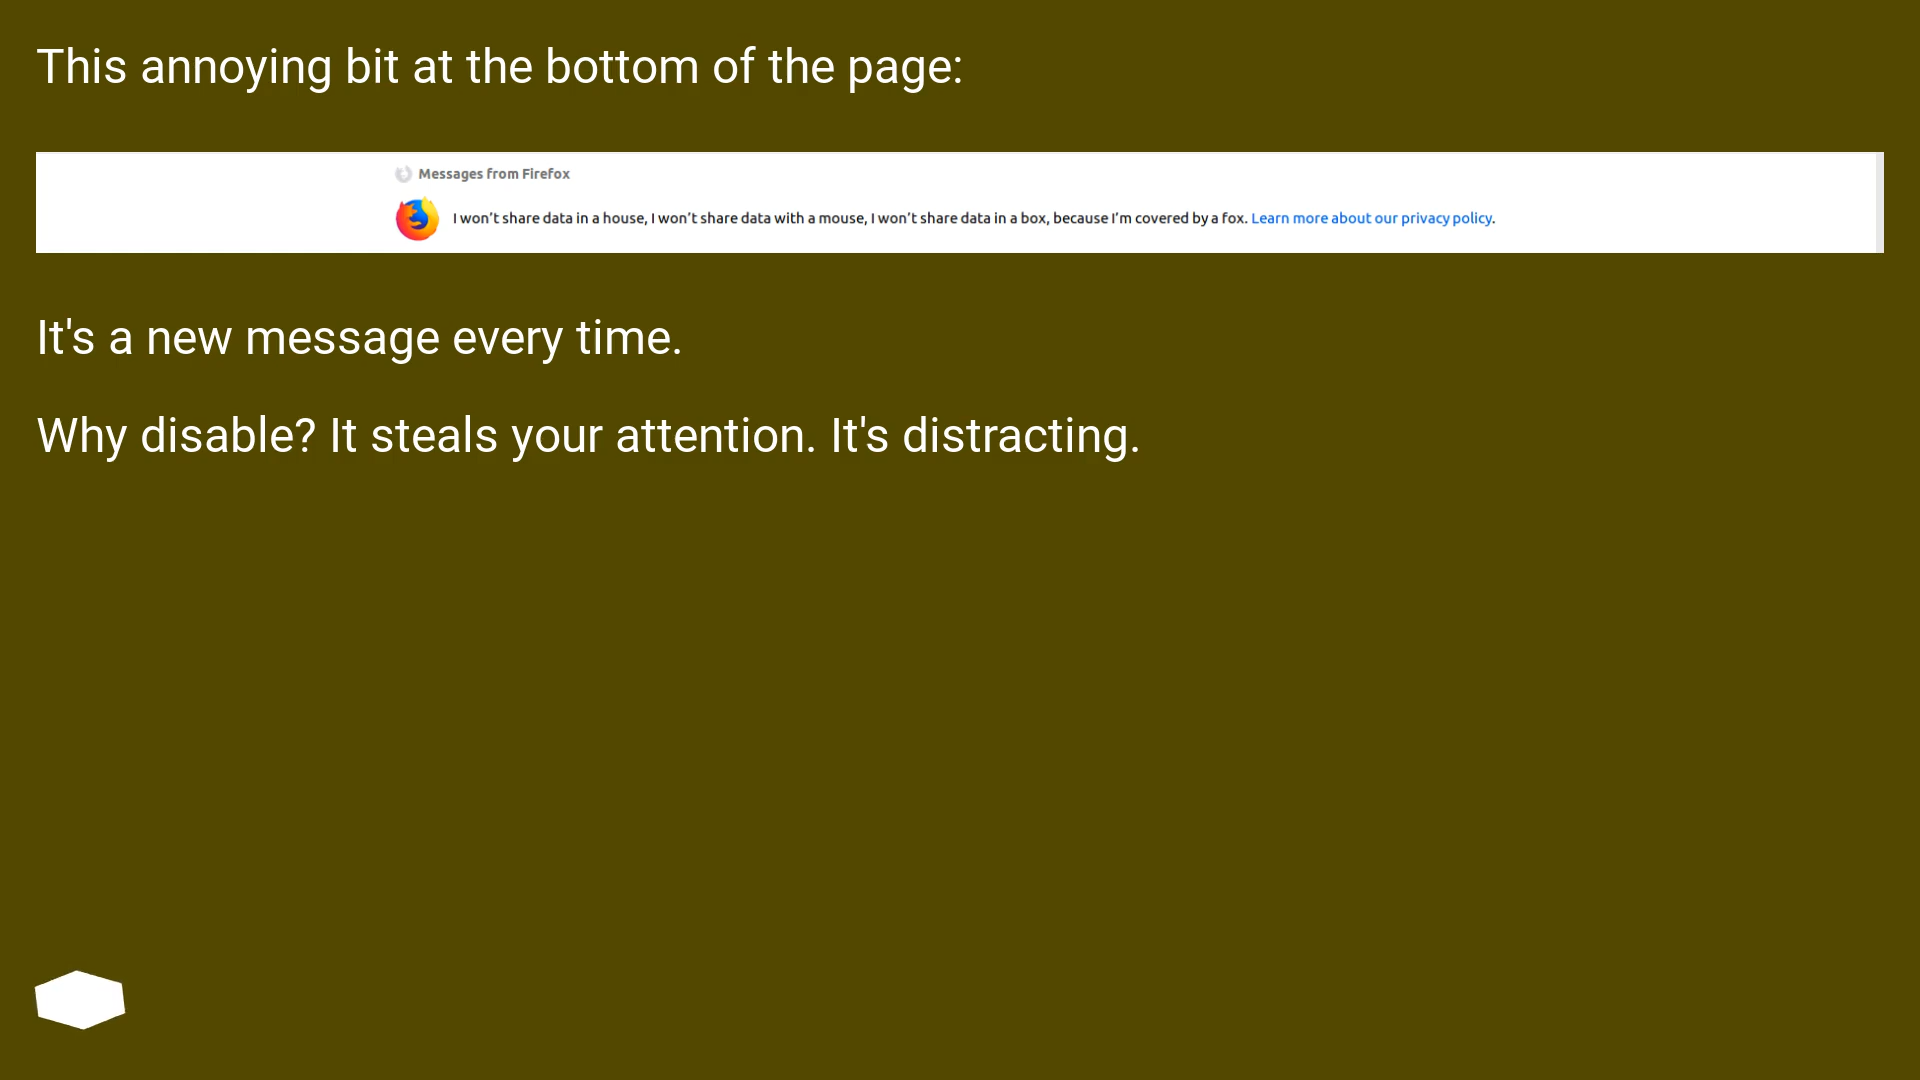 This annoying bit at the bottom of the page:
Messages from Firefox
I won’t share data in a house, I won’t share data with a mouse, I won’t share data in a box, because I’m covered by a fox. Learn more about our privacy policy.
It's a new message every time.
Why disable? It steals your attention. It's distracting.